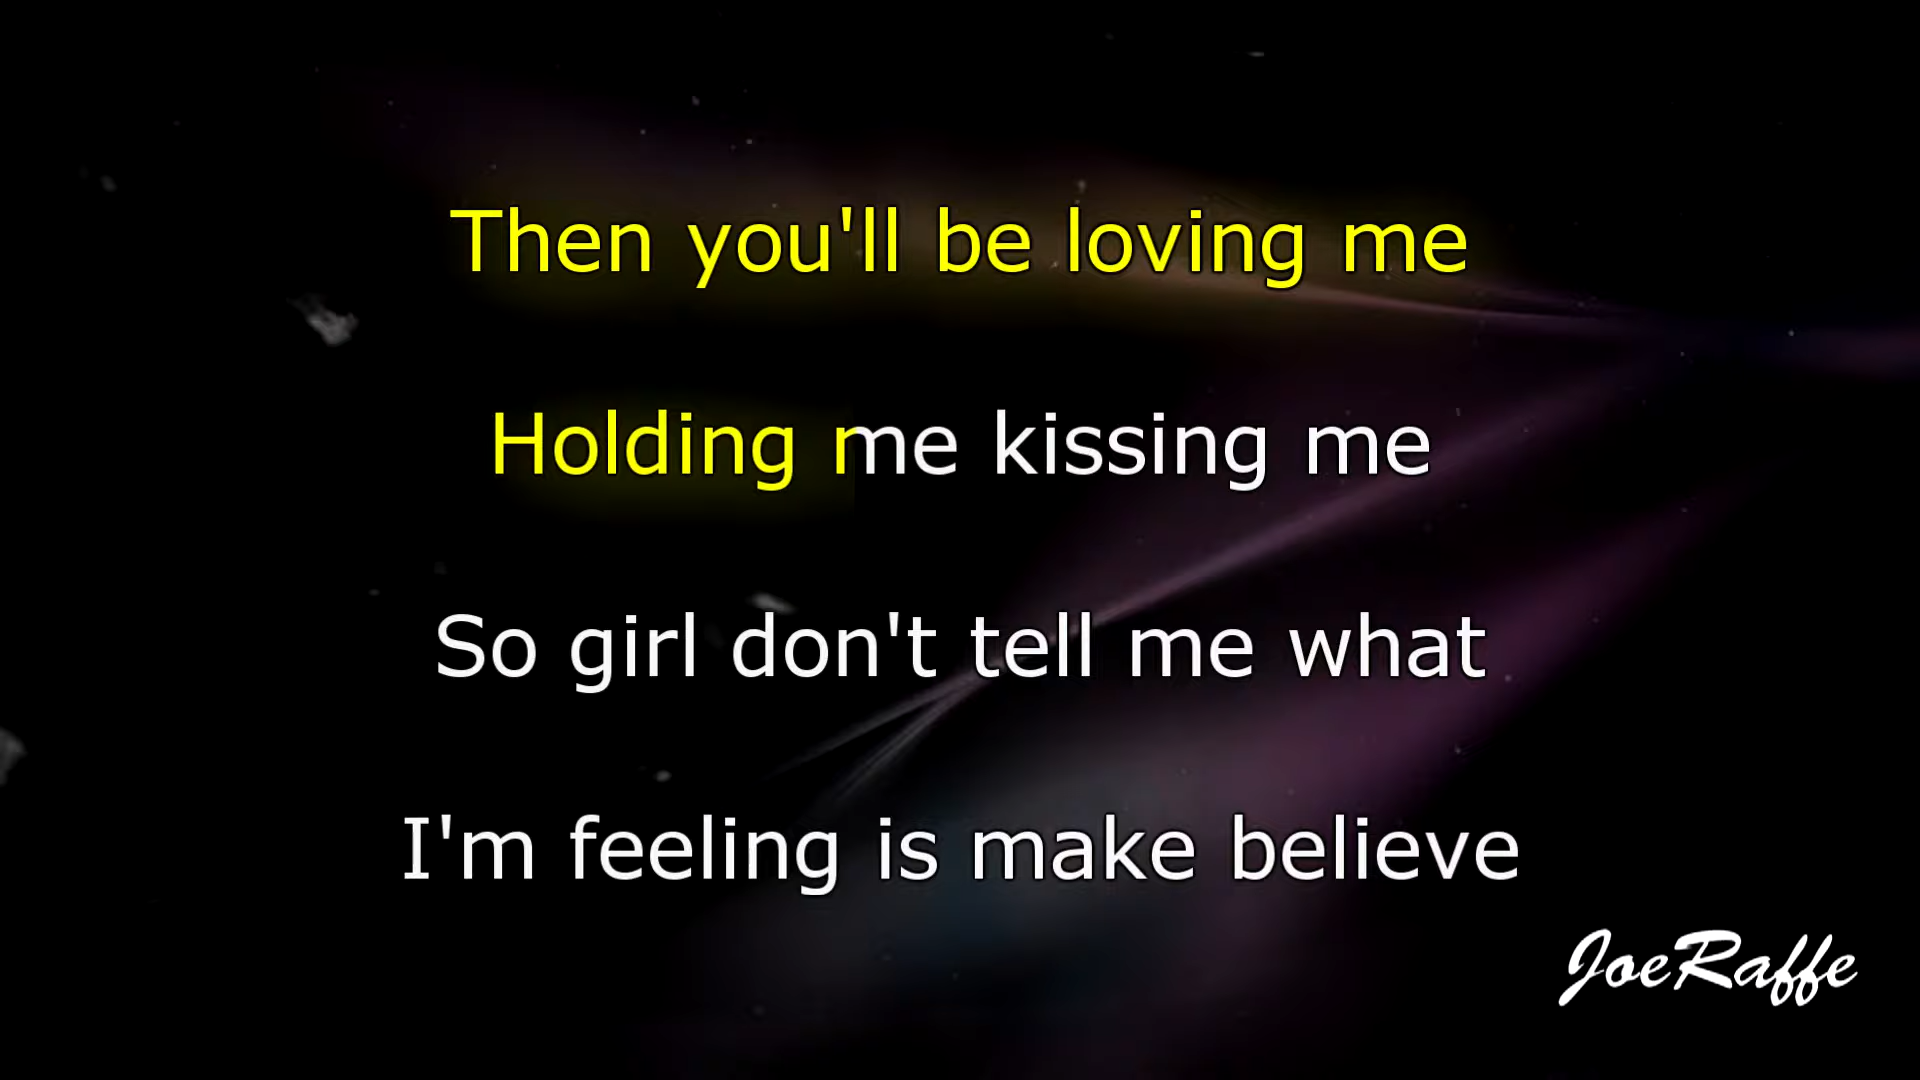 Then you'll be loving me
Holding me kissing me
So girl don't tell me what
I'm feeling is make believe
JoeRaffe